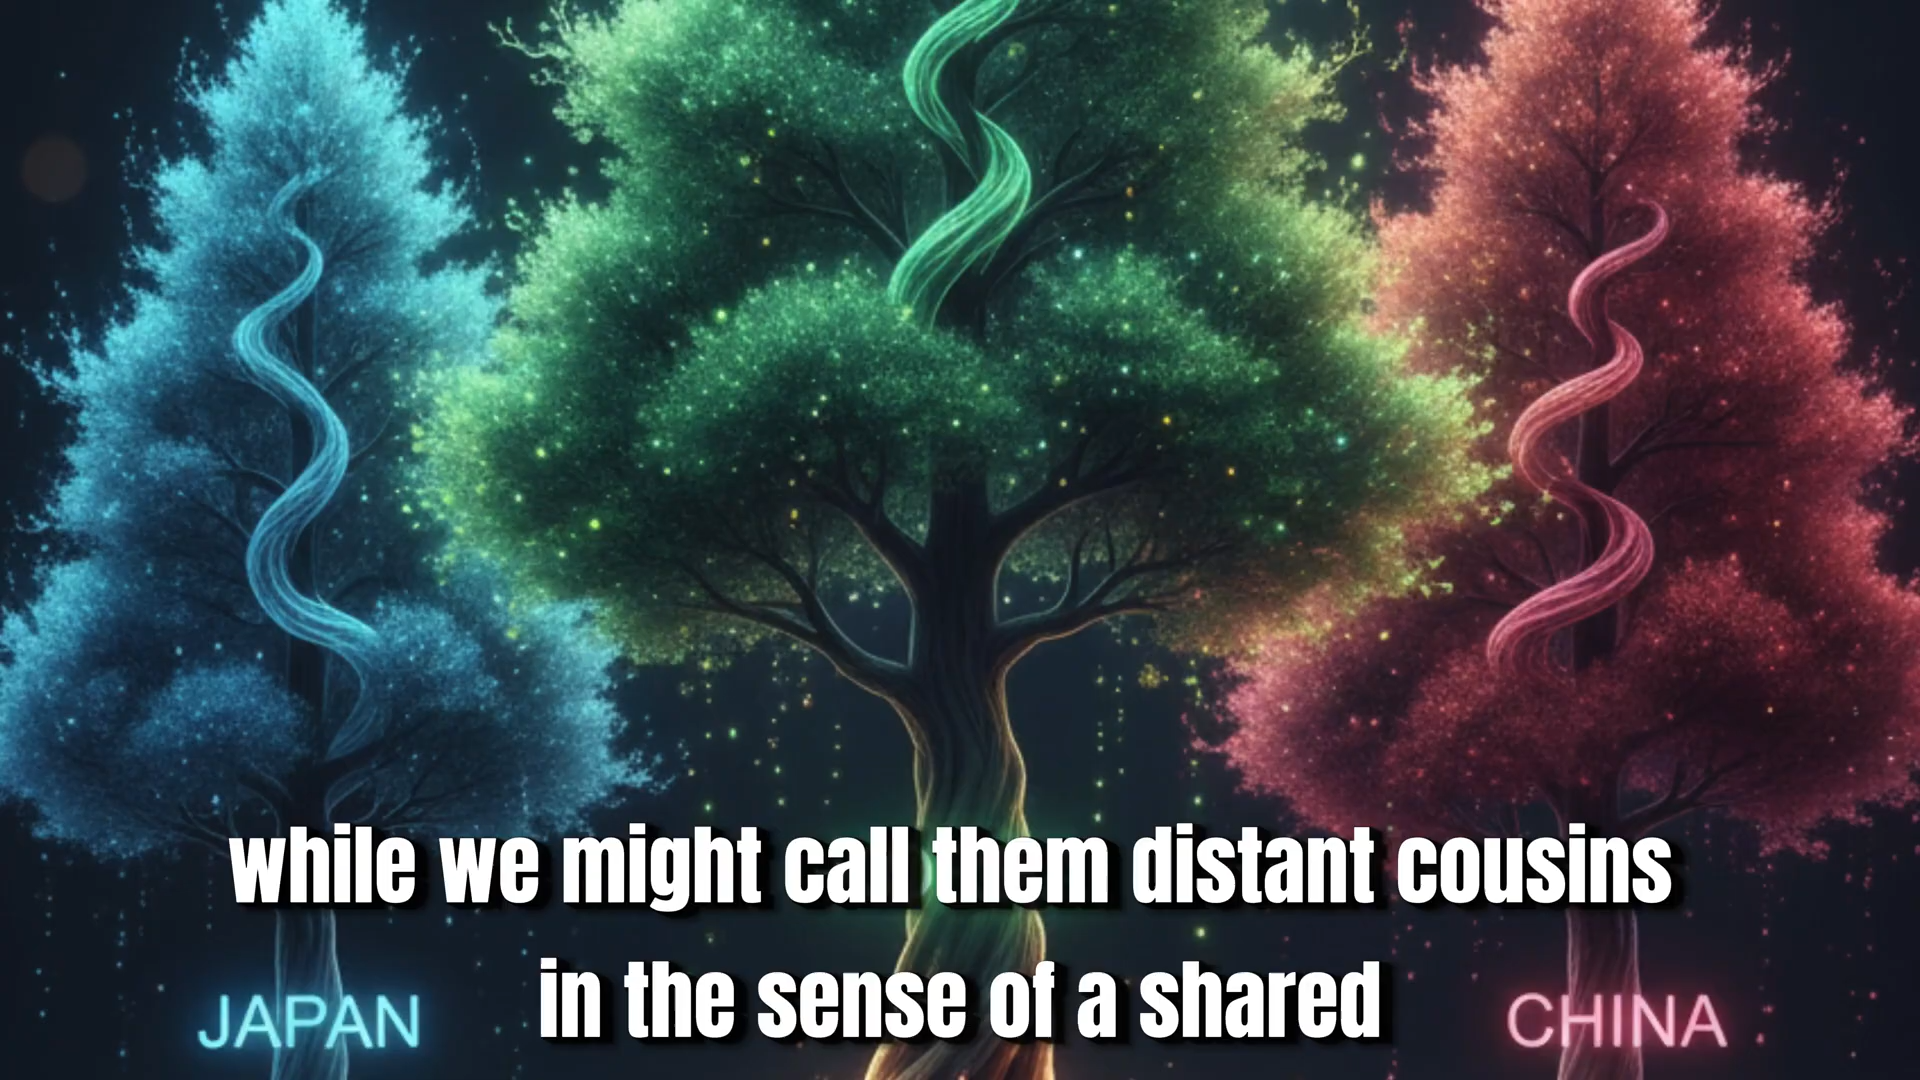 while we might call them distant cousins
in the sense of a shared
JAPAN
CHINA